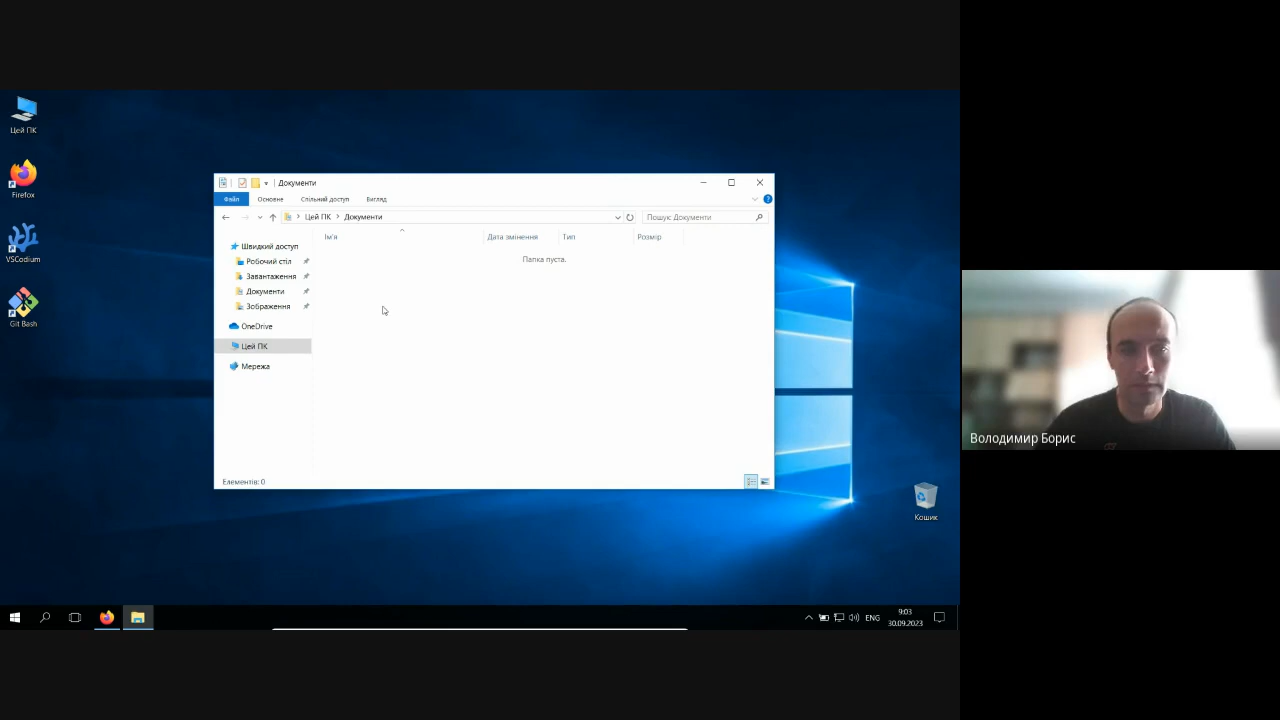 Цей ПК
Firefox
VSCodium
Git Bash
Документи
Файл
Основне
Спільний доступ
Вигляд
Цей ПК
Документи
Пошук: Документи
Ім'я
Дата змінення
Тип
Розмір
Папка пуста.
Швидкий доступ
Робочий стіл
Завантаження
Документи
Зображення
OneDrive
Цей ПК
Мережа
Елементів: 0
Кошик
ENG
9:03
30.09.2023
Володимир Борис